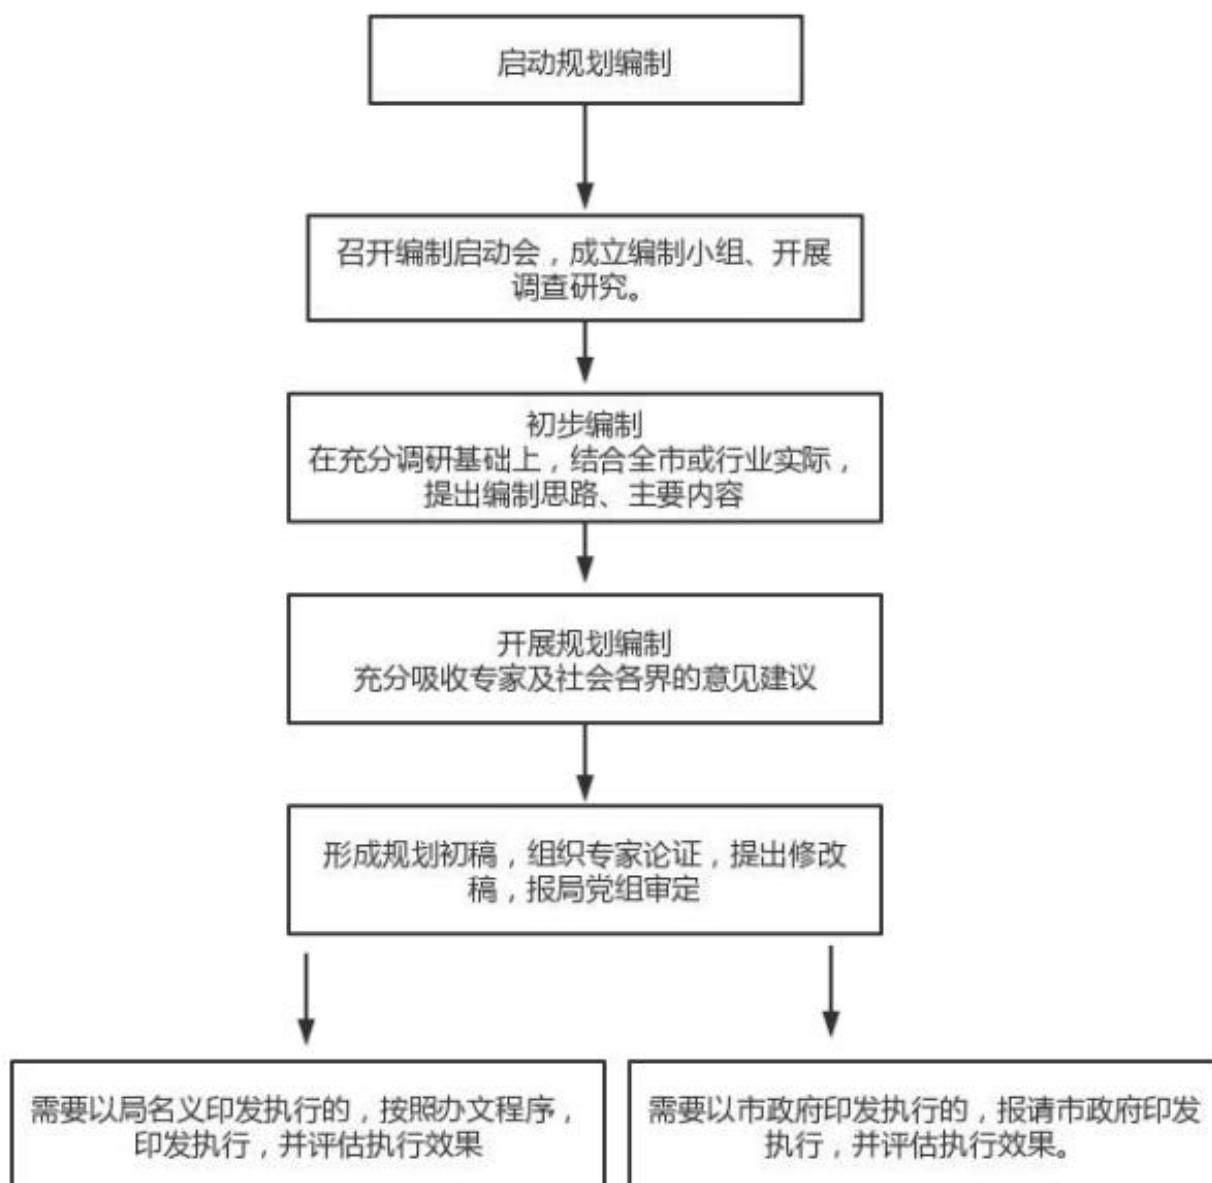 启动规划编制
召开编制启动会，成立编制小组、开展
调查研究。
初步编制
在充分调研基础上，结合全市或行业实际，
提出编制思路、主要内容
开展规划编制
充分吸收专家及社会各界的意见建议
形成规划初稿，组织专家论证，提出修改
稿，报局党组审定
需要以局名义印发执行的，按照办文程序，
印发执行，并评估执行效果
需要以市政府印发执行的，报请市政府印发
执行，并评估执行效果。